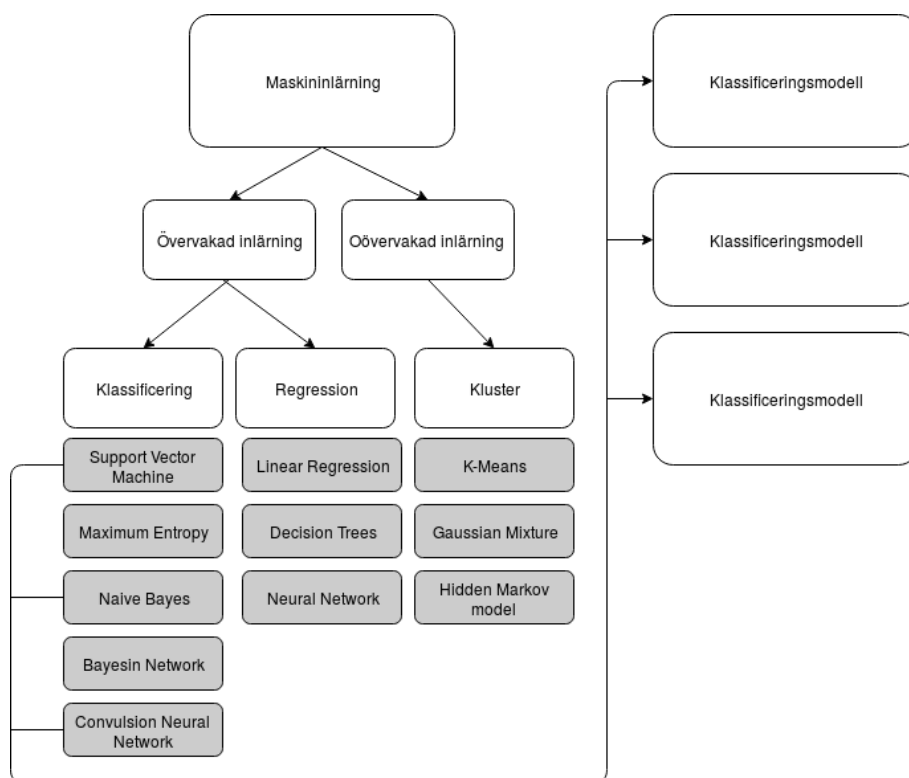 Maskininlärning
Övervakad inlärning
Oövervakad inlärning
Klassificering
Regression
Kluster
Support Vector
Machine
Linear Regression
K-Means
Maximum Entropy
Decision Trees
Gaussian Mixture
Naive Bayes
Neural Network
Hidden Markov
model
Bayesin Network
Convulsion Neural
Network
Klassificeringsmodell
Klassificeringsmodell
Klassificeringsmodell